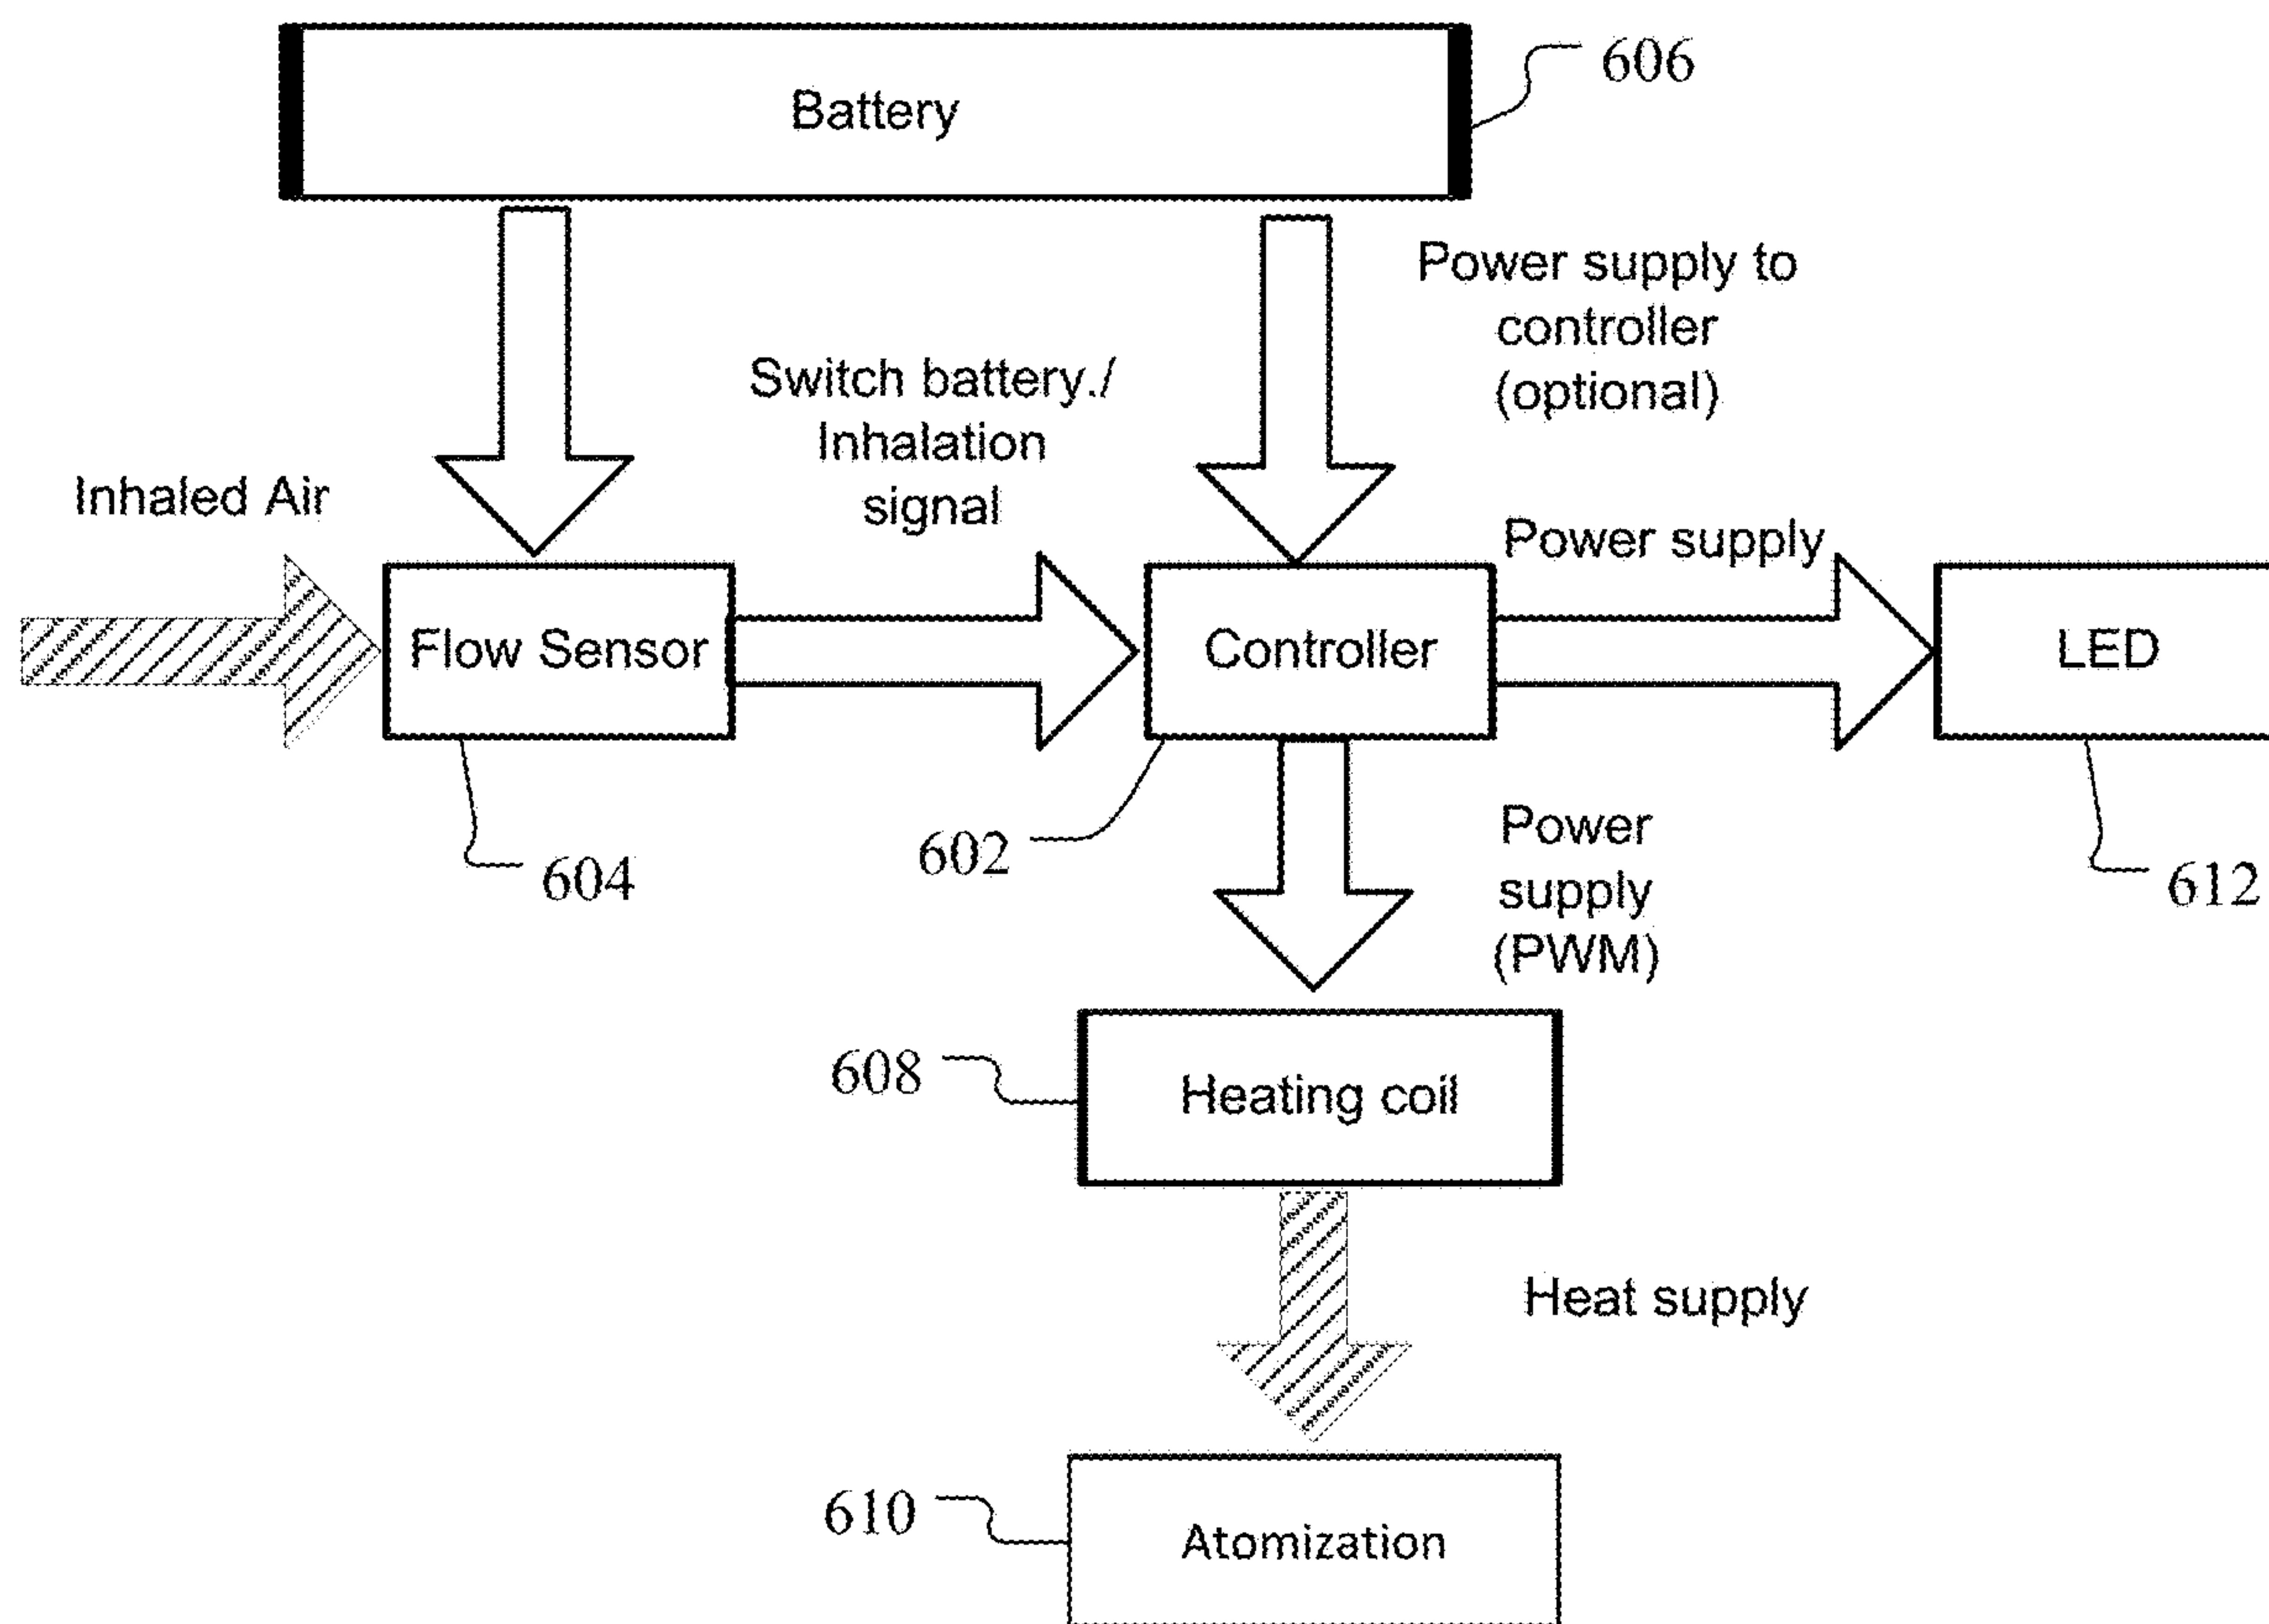 Battery
606
Power supply to
controller
(optional)
Switch battery./
Inhalation
signal
Inhaled Air
Power supply
Flow Sensor
Controller
LED
604
602
612
Power
supply
(PWM)
608
Heating coil
Heat supply
610
Atomization